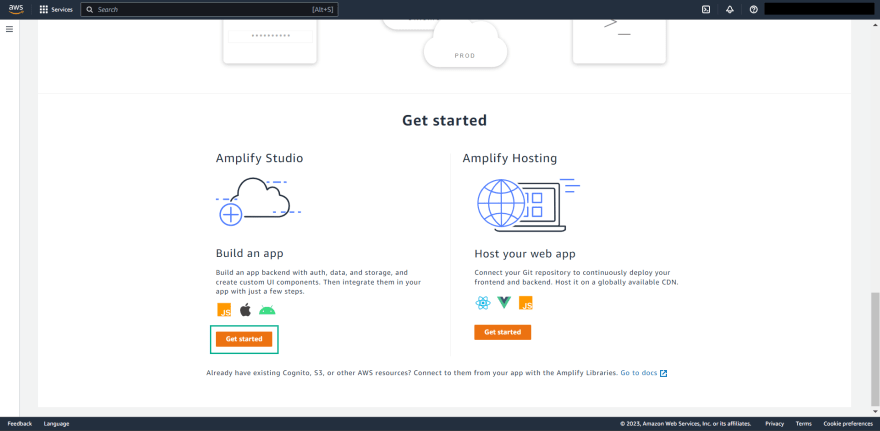 aws
Services
Search
[Alt+S]
**********
PROD
>_
Get started
Amplify Studio
Build an app
Build an app backend with auth, data, and storage, and
create custom UI components. Then integrate them in your
app with just a few steps.
JS
Get started
Amplify Hosting
Host your web app
Connect your Git repository to continuously deploy your
frontend and backend. Host it on a globally available CDN.
JS
Get started
Already have existing Cognito, S3, or other AWS resources? Connect to them from your app with the Amplify Libraries. Go to docs
Feedback
Language
© 2023, Amazon Web Services, Inc. or its affiliates.
Privacy
Terms
Cookie preferences